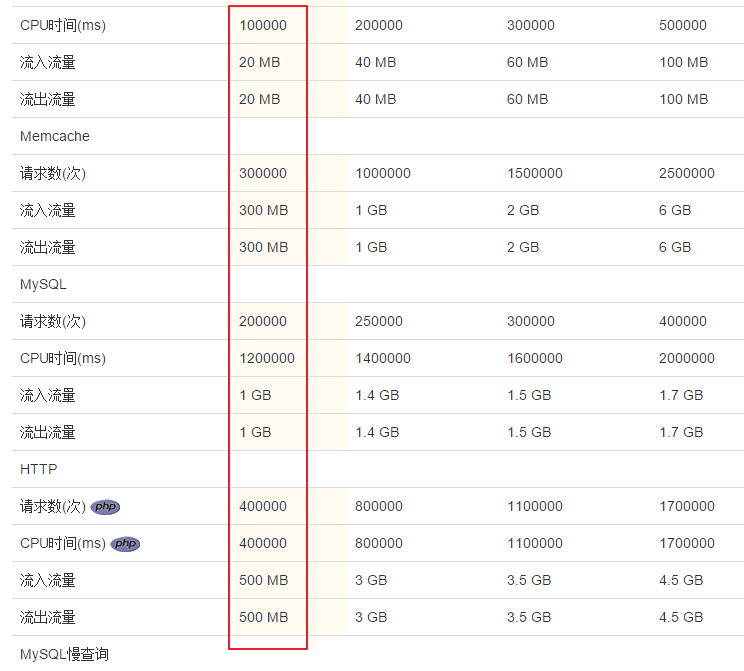 CPU时间(ms) 100000 200000 300000 500000
流入流量 20 MB 40 MB 60 MB 100 MB
流出流量 20 MB 40 MB 60 MB 100 MB
Memcache
请求数(次) 300000 1000000 1500000 2500000
流入流量 300 MB 1 GB 2 GB 6 GB
流出流量 300 MB 1 GB 2 GB 6 GB
MySQL
请求数(次) 200000 250000 300000 400000
CPU时间(ms) 1200000 1400000 1600000 2000000
流入流量 1 GB 1.4 GB 1.5 GB 1.7 GB
流出流量 1 GB 1.4 GB 1.5 GB 1.7 GB
HTTP
请求数(次) php 400000 800000 1100000 1700000
CPU时间(ms) php 400000 800000 1100000 1700000
流入流量 500 MB 3 GB 3.5 GB 4.5 GB
流出流量 500 MB 3 GB 3.5 GB 4.5 GB
MySQL慢查询